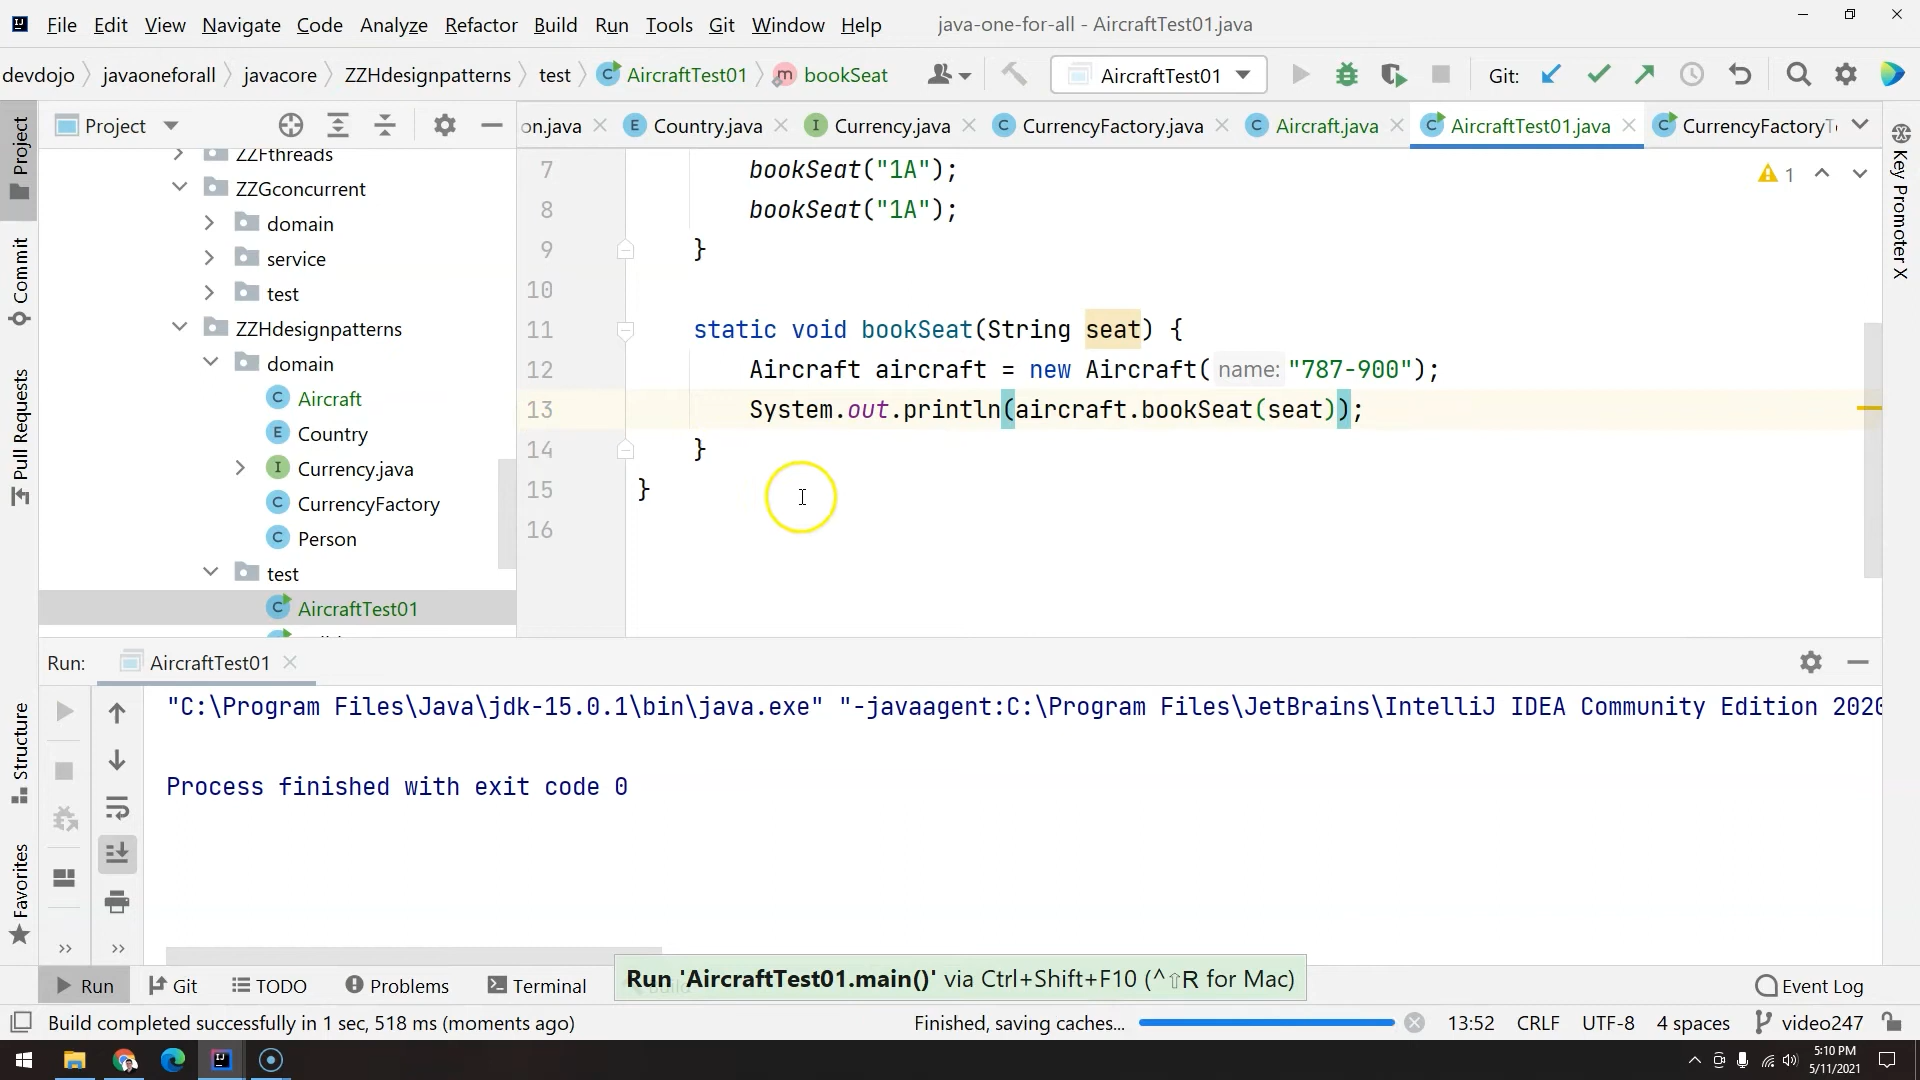 File Edit View Navigate Code Analyze Refactor Build Run Tools Git Window Help java-one-for-all - AircraftTest01.java
devdojo javaoneforall javacore ZZHdesignpatterns test AircraftTest01 bookSeat AircraftTest01 Git:
Project
on.java Country.java Currency.java CurrencyFactory.java Aircraft.java AircraftTest01.java CurrencyFactoryT
Project
Commit
Pull Requests
Structure
Favorites
Key Promoter X
ZZFthreads
ZZGconcurrent
domain
service
test
ZZHdesignpatterns
domain
Aircraft
Country
Currency.java
CurrencyFactory
Person
test
AircraftTest01
1
7 bookSeat("1A");
8 bookSeat("1A");
9 }
10
11 static void bookSeat(String seat) {
12 Aircraft aircraft = new Aircraft( name: "787-900");
13 System.out.println(aircraft.bookSeat(seat));
14 }
15 }
16
Run: AircraftTest01
"C:\Program Files\Java\jdk-15.0.1\bin\java.exe" "-javaagent:C:\Program Files\JetBrains\IntelliJ IDEA Community Edition 2020
Process finished with exit code 0
Run 'AircraftTest01.main()' via Ctrl+Shift+F10 (^⇧R for Mac)
Run Git TODO Problems Terminal Build Event Log
Build completed successfully in 1 sec, 518 ms (moments ago) Finished, saving caches... 13:52 CRLF UTF-8 4 spaces video247
5:10 PM
5/11/2021